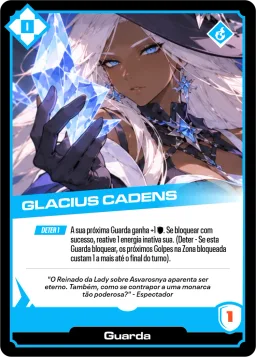 1
GLACIUS CADENS
DETER 1 A sua próxima Guarda ganha +1 . Se bloquear com
sucesso, reative 1 energia inativa sua. (Deter - Se esta
Guarda bloquear, os próximos Golpes na Zona bloqueada
custam 1 a mais até o final do turno).
"O Reinado da Lady sobre Asvarosnya aparenta ser
eterno. Também, como se contrapor a uma monarca
tão poderosa?" - Espectador
1
Guarda